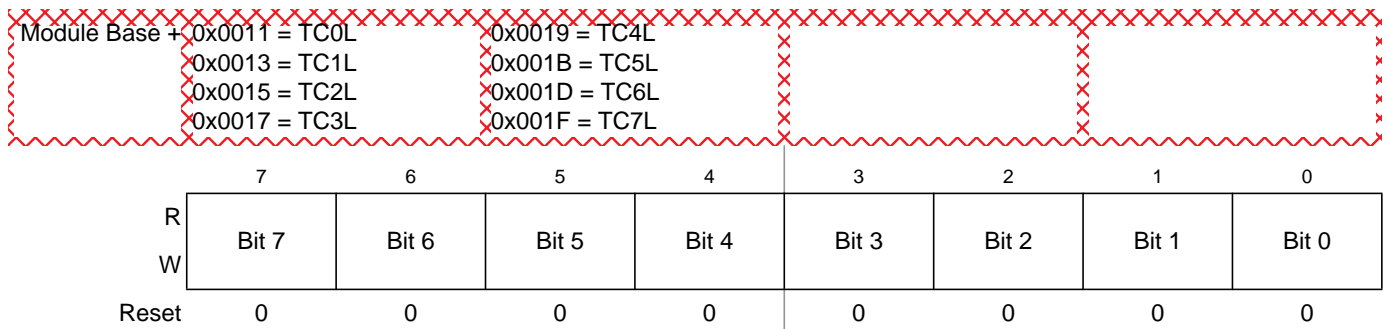 Module Base + 0x0011 = TC0L 0x0019 = TC4L
0x0013 = TC1L 0x001B = TC5L
0x0015 = TC2L 0x001D = TC6L
0x0017 = TC3L 0x001F = TC7L
7 6 5 4 3 2 1 0
R
Bit 7 Bit 6 Bit 5 Bit 4 Bit 3 Bit 2 Bit 1 Bit 0
W
Reset 0 0 0 0 0 0 0 0